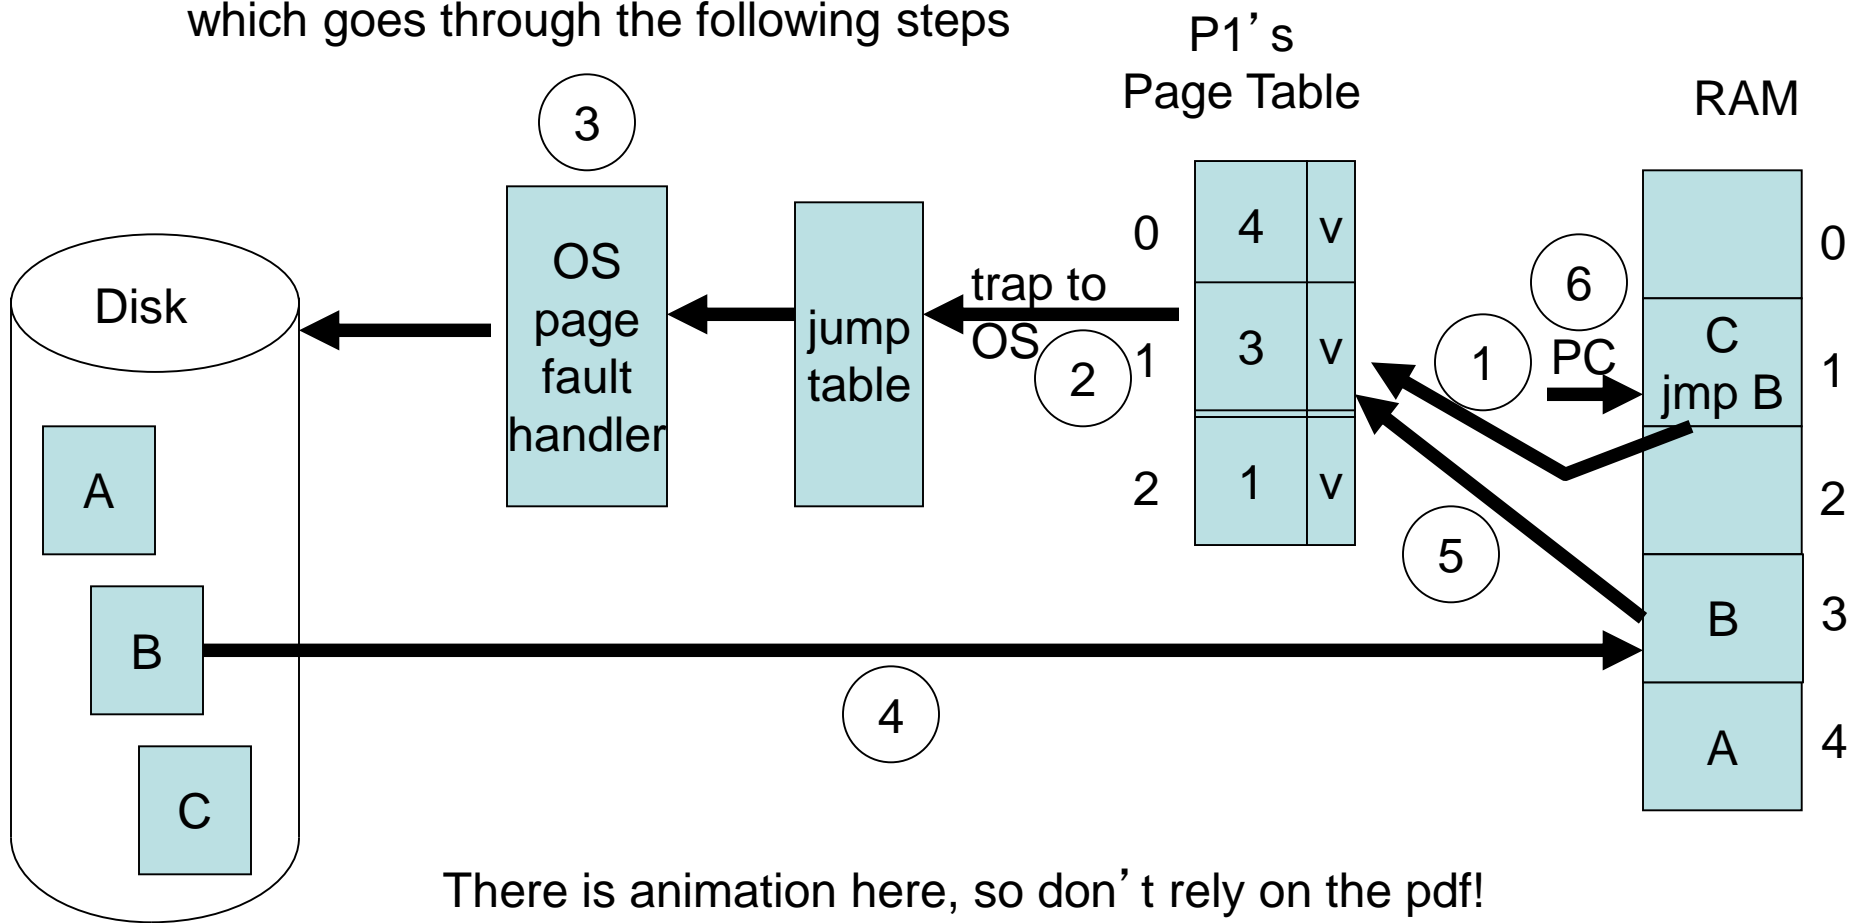 which goes through the following steps
P1’s
Page Table
RAM
3
Disk
OS
page
fault
handler
jump
table
trap to
OS
2
0
1
2
4 v
3 v
1 v
1
6
PC
C
jmp B
B
A
0
1
2
3
4
5
A
B
C
4
There is animation here, so don’t rely on the pdf!